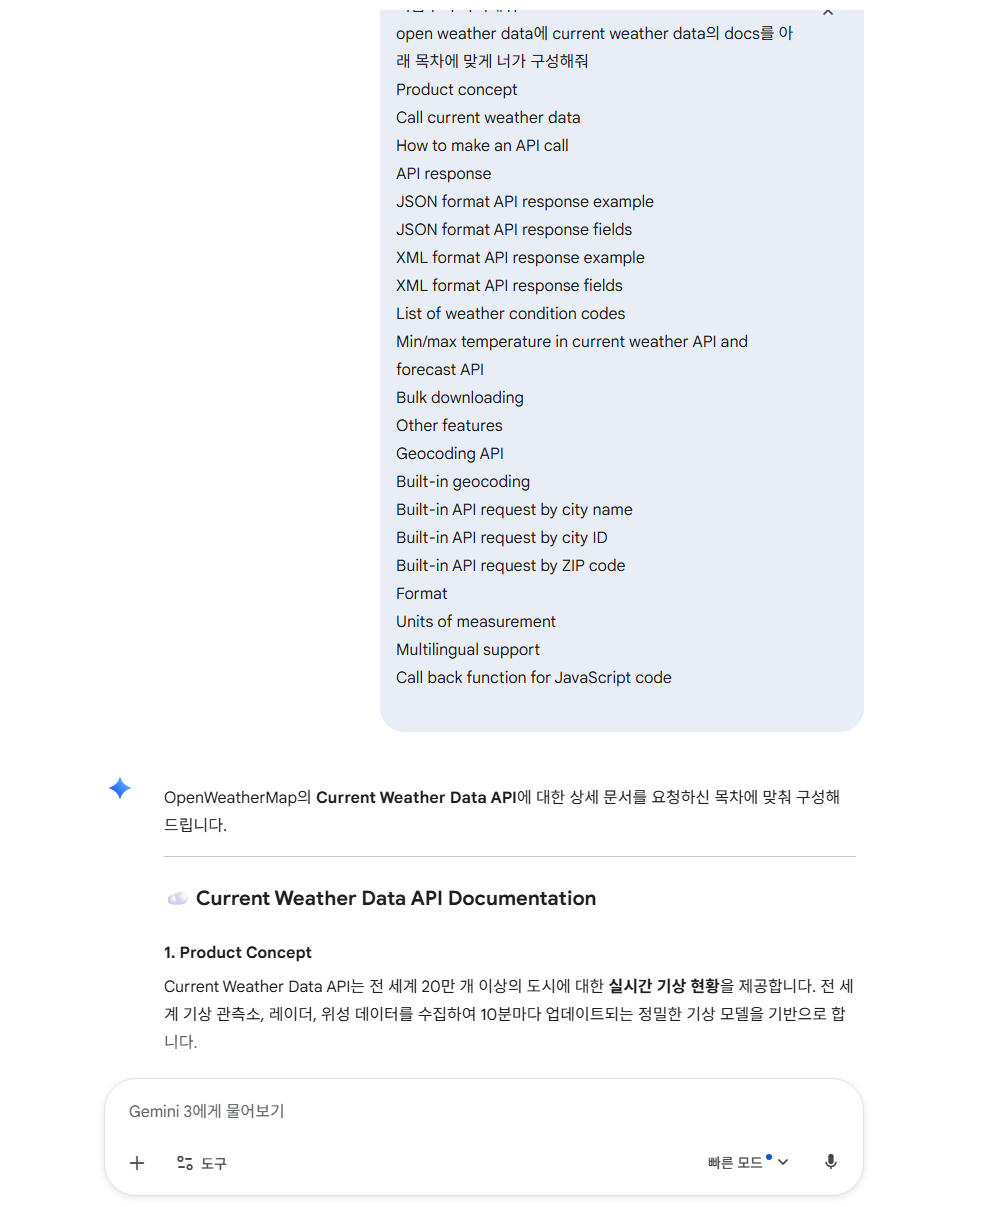 open weather data에 current weather data의 docs를 아
래 목차에 맞게 너가 구성해줘
Product concept
Call current weather data
How to make an API call
API response
JSON format API response example
JSON format API response fields
XML format API response example
XML format API response fields
List of weather condition codes
Min/max temperature in current weather API and
forecast API
Bulk downloading
Other features
Geocoding API
Built-in geocoding
Built-in API request by city name
Built-in API request by city ID
Built-in API request by ZIP code
Format
Units of measurement
Multilingual support
Call back function for JavaScript code
OpenWeatherMap의 Current Weather Data API에 대한 상세 문서를 요청하신 목차에 맞춰 구성해
드립니다.
Current Weather Data API Documentation
1. Product Concept
Current Weather Data API는 전 세계 20만 개 이상의 도시에 대한 실시간 기상 현황을 제공합니다. 전 세
계 기상 관측소, 레이더, 위성 데이터를 수집하여 10분마다 업데이트되는 정밀한 기상 모델을 기반으로 합
니다.
Gemini 3에게 물어보기
도구
빠른 모드